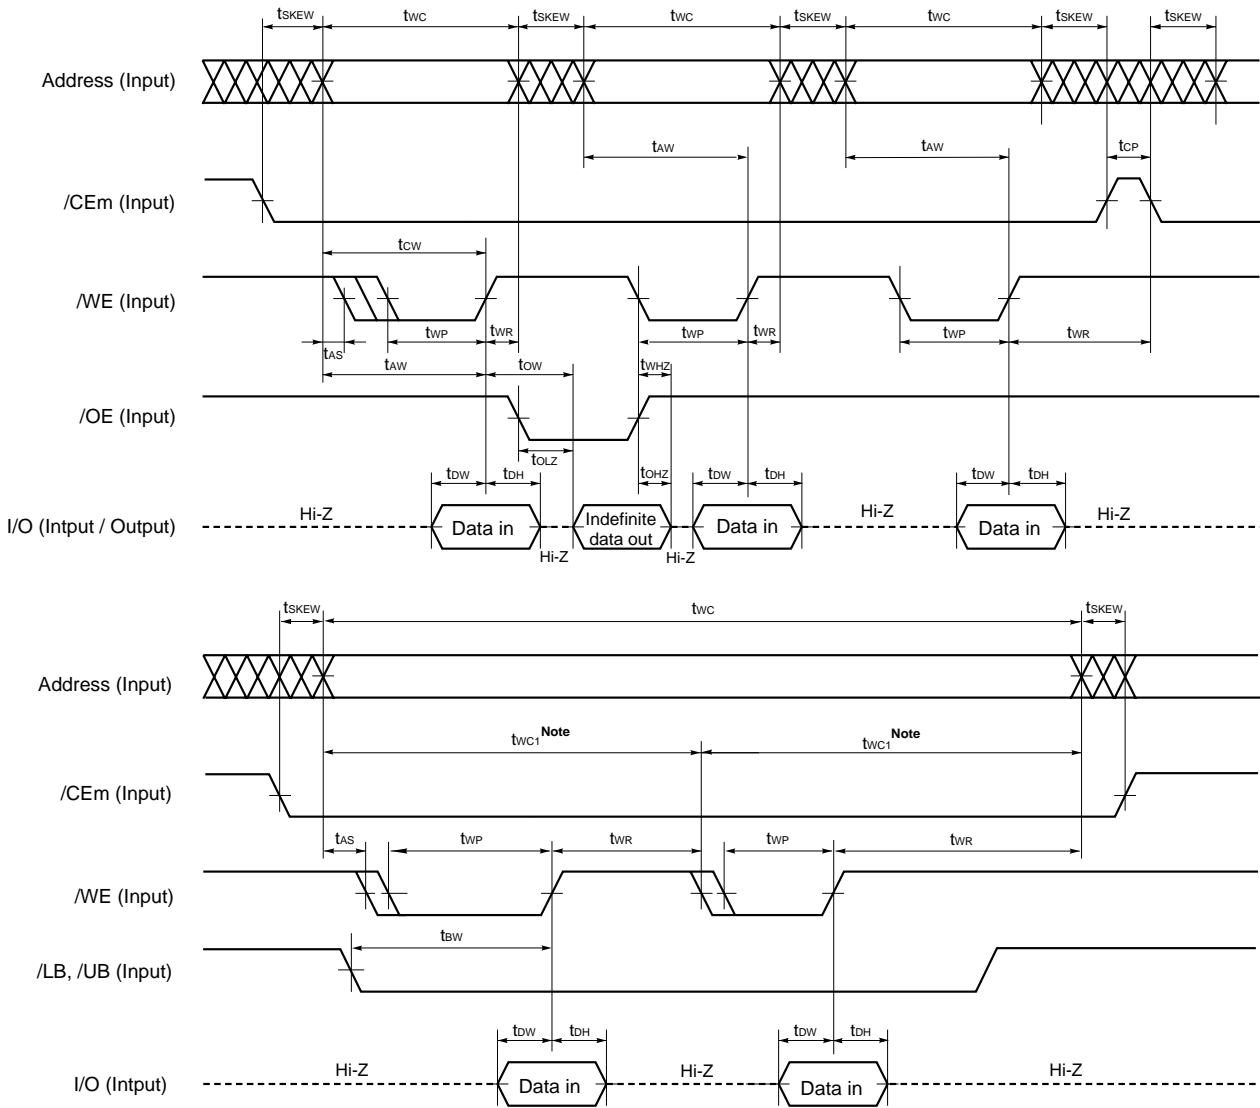 tSKEW tWC tSKEW tWC tSKEW tWC tSKEW tSKEW
Address (Input)
tAW tAW tCP
/CEm (Input)
tCW
/WE (Input)
tAS tWP tWR tWP tWR tWP tWR
tAW tOW tWHZ
/OE (Input)
tOLZ tOHZ
tDW tDH tDW tDH tDW tDH
I/O (Intput / Output) Hi-Z Data in Hi-Z Indefinite data out Hi-Z Data in Hi-Z Data in Hi-Z
tSKEW tWC tSKEW
Address (Input)
tWC1 Note tWC1 Note
/CEm (Input)
tAS tWP tWR tWP tWR
/WE (Input)
tBW
/LB, /UB (Input)
tDW tDH tDW tDH
I/O (Intput) Hi-Z Data in Hi-Z Data in Hi-Z